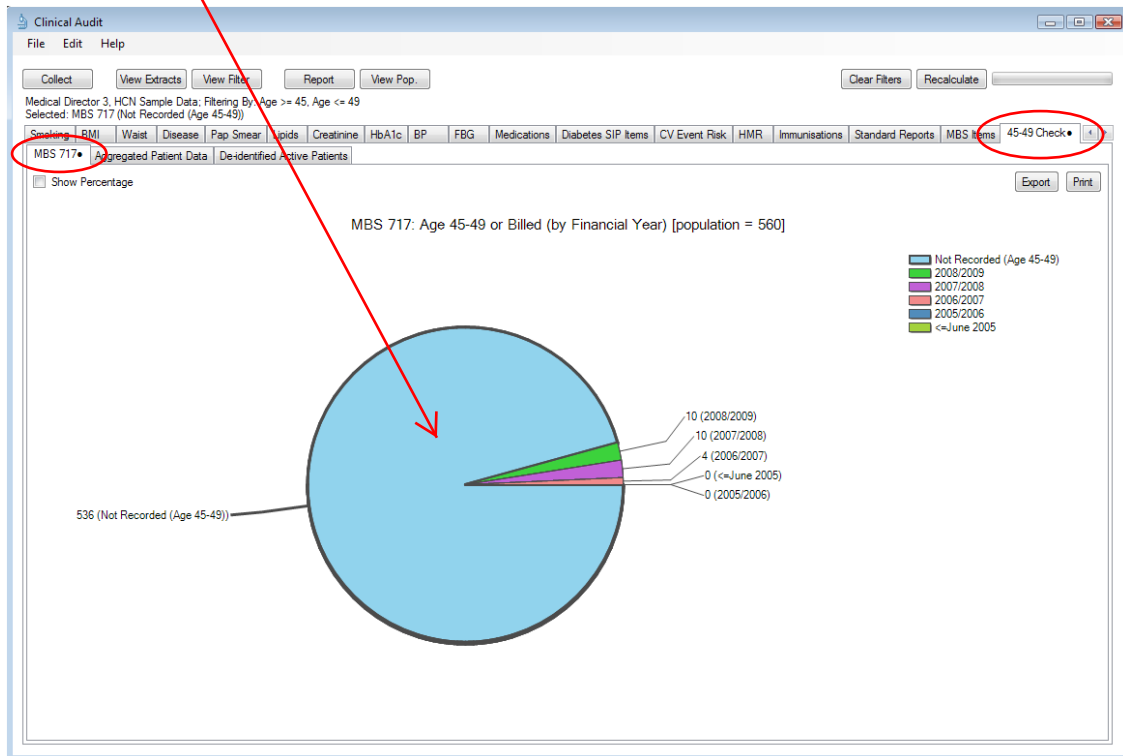 Clinical Audit
File Edit Help
Collect View Extracts View Filter Report View Pop. Clear Filters Recalculate
Medical Director 3, HCN Sample Data; Filtering By: Age >= 45, Age <= 49
Selected: MBS 717 (Not Recorded (Age 45-49))
Smoking BMI Waist Disease Pap Smear Lipids Creatinine HbA1c BP FBG Medications Diabetes SIP Items CV Event Risk HMR Immunisations Standard Reports MBS Items 45-49 Check●
MBS 717● Aggregated Patient Data De-identified Active Patients
Show Percentage Export Print
MBS 717: Age 45-49 or Billed (by Financial Year) [population = 560]
Not Recorded (Age 45-49)
2008/2009
2007/2008
2006/2007
2005/2006
<=June 2005
10 (2008/2009)
10 (2007/2008)
4 (2006/2007)
0 (<=June 2005)
0 (2005/2006)
536 (Not Recorded (Age 45-49))